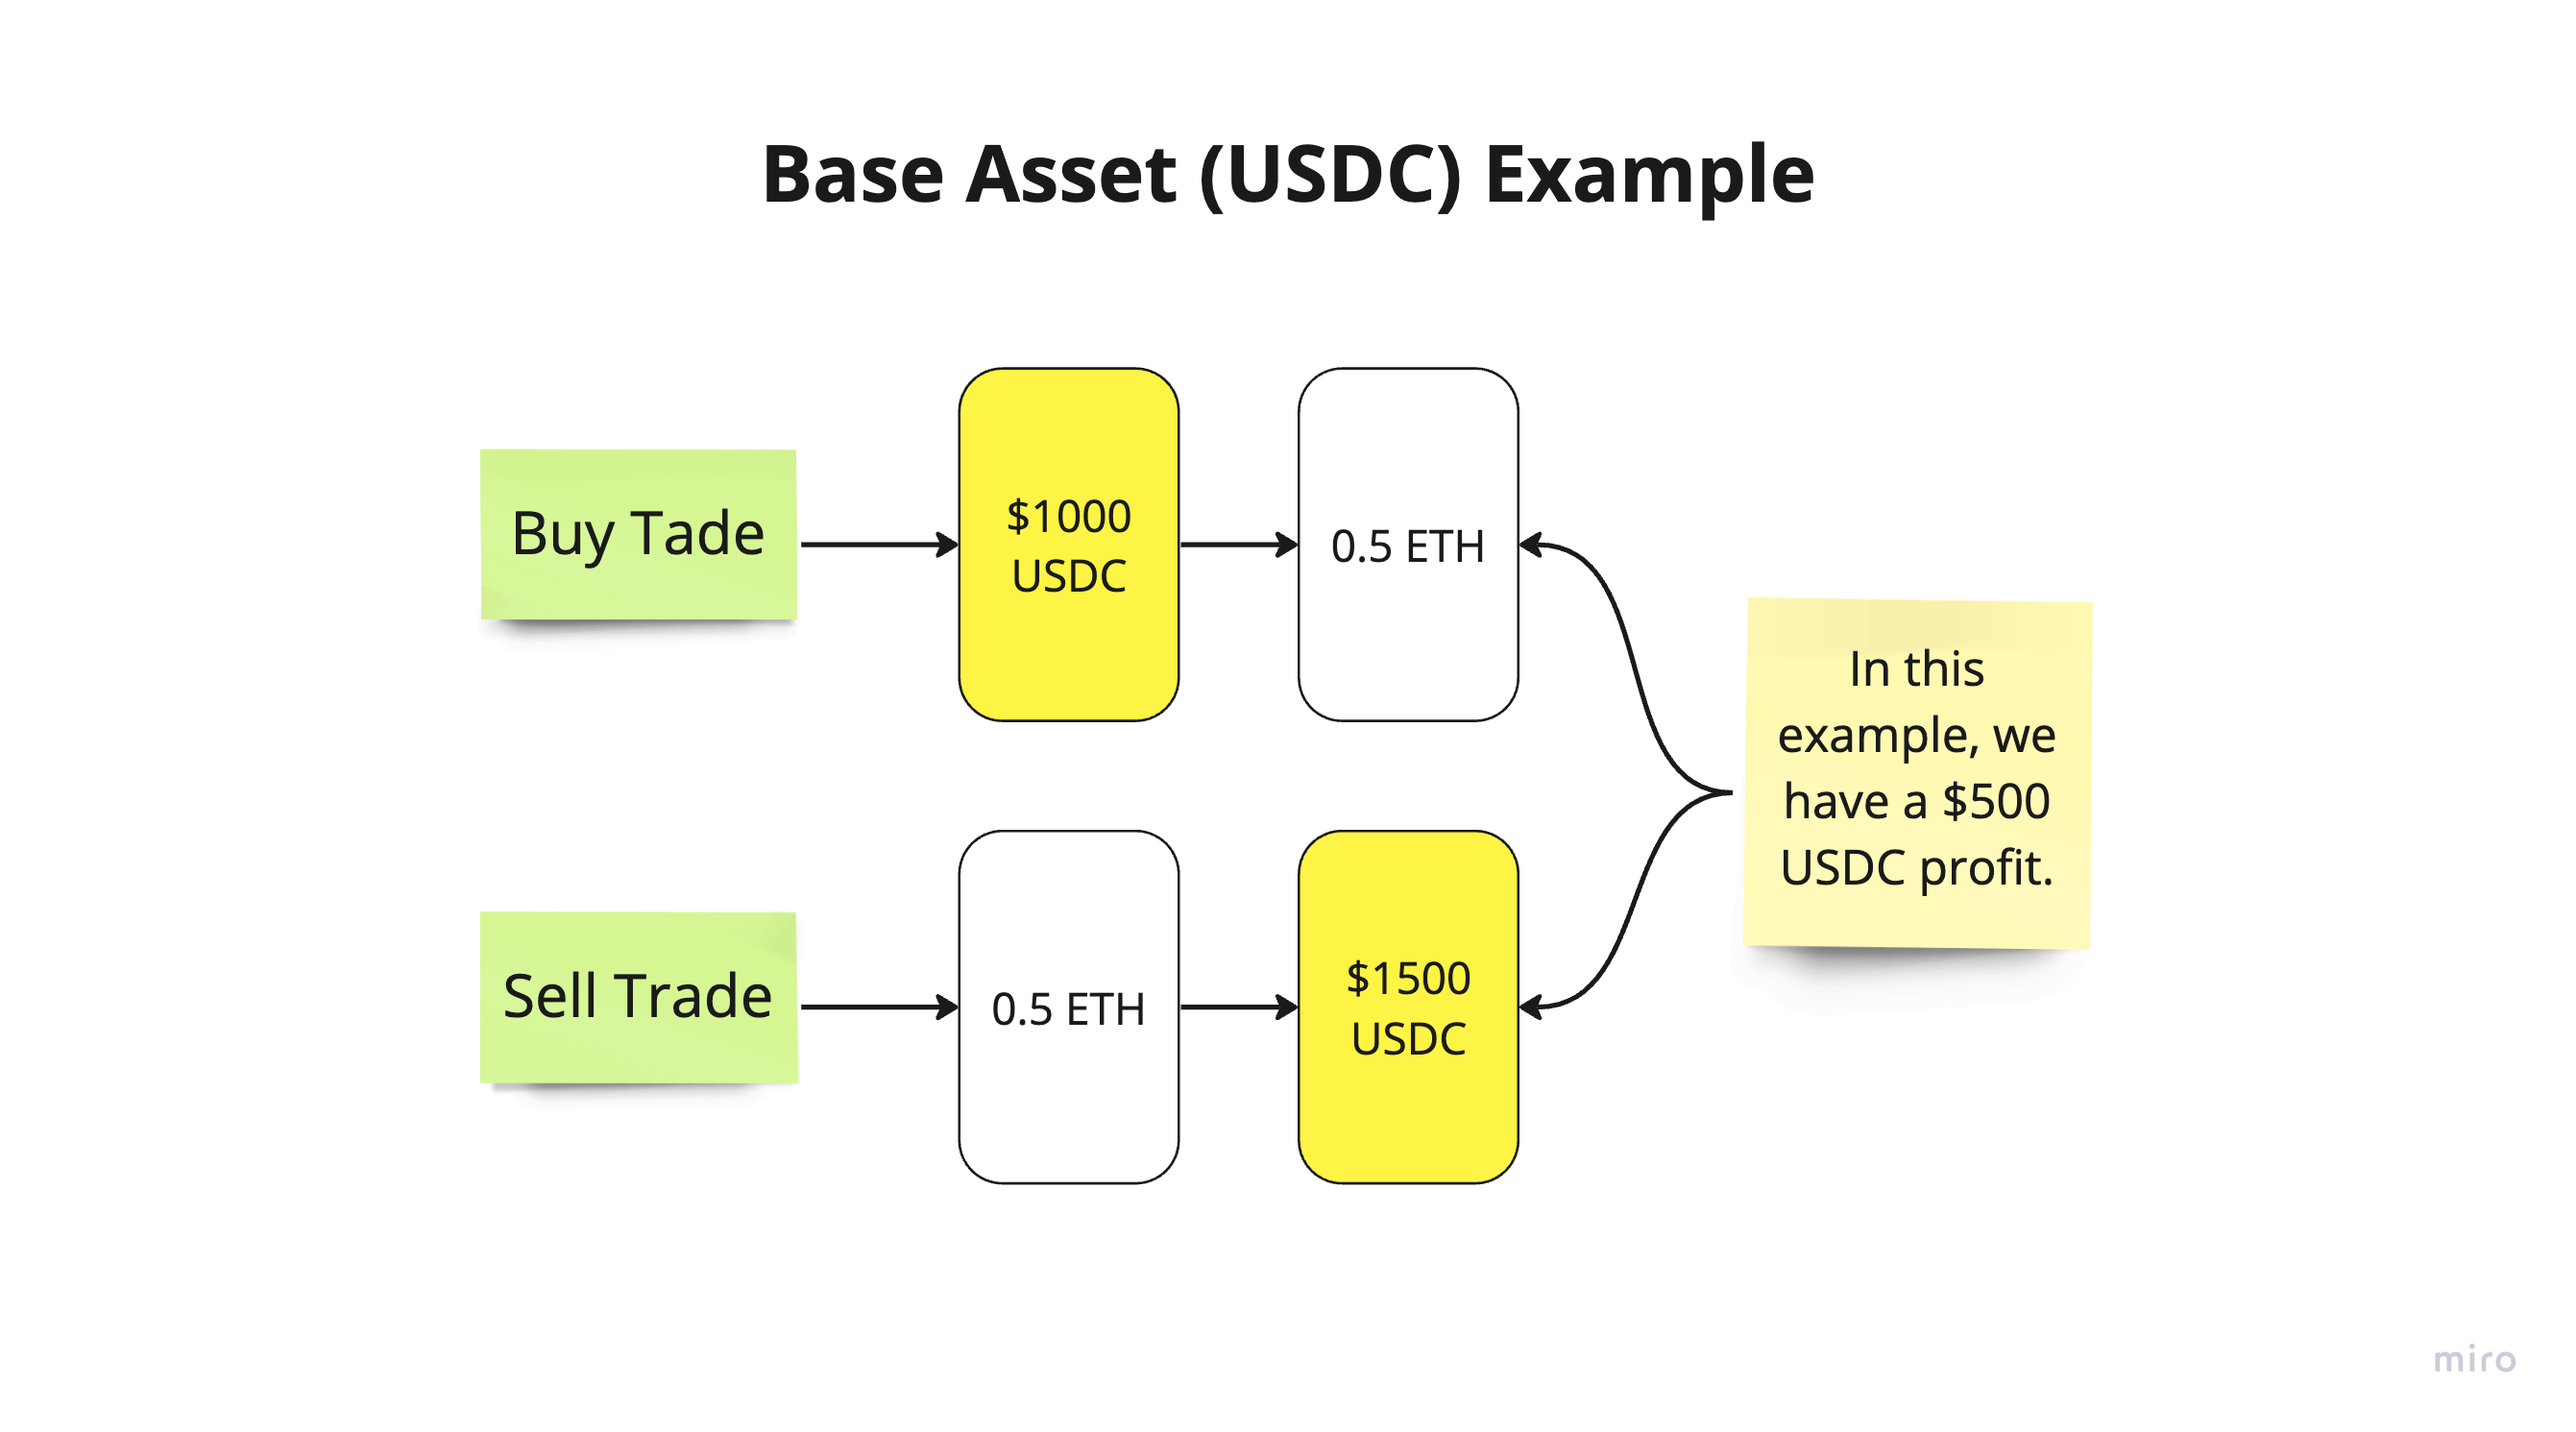 Base Asset (USDC) Example
Buy Tade
$1000
USDC
0.5 ETH
In this
example, we
have a $500
USDC profit.
Sell Trade
0.5 ETH
$1500
USDC
miro